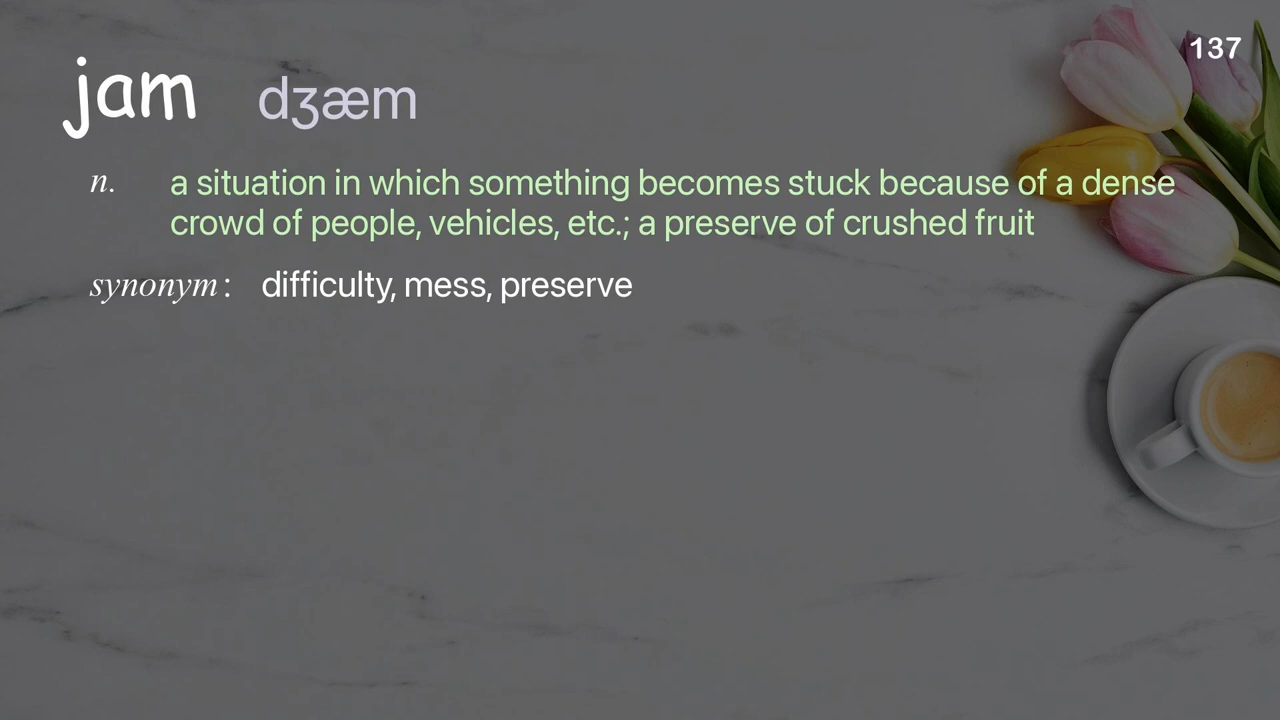 137
jam dʒæm
n. a situation in which something becomes stuck because of a dense
crowd of people, vehicles, etc.; a preserve of crushed fruit
synonym : difficulty, mess, preserve